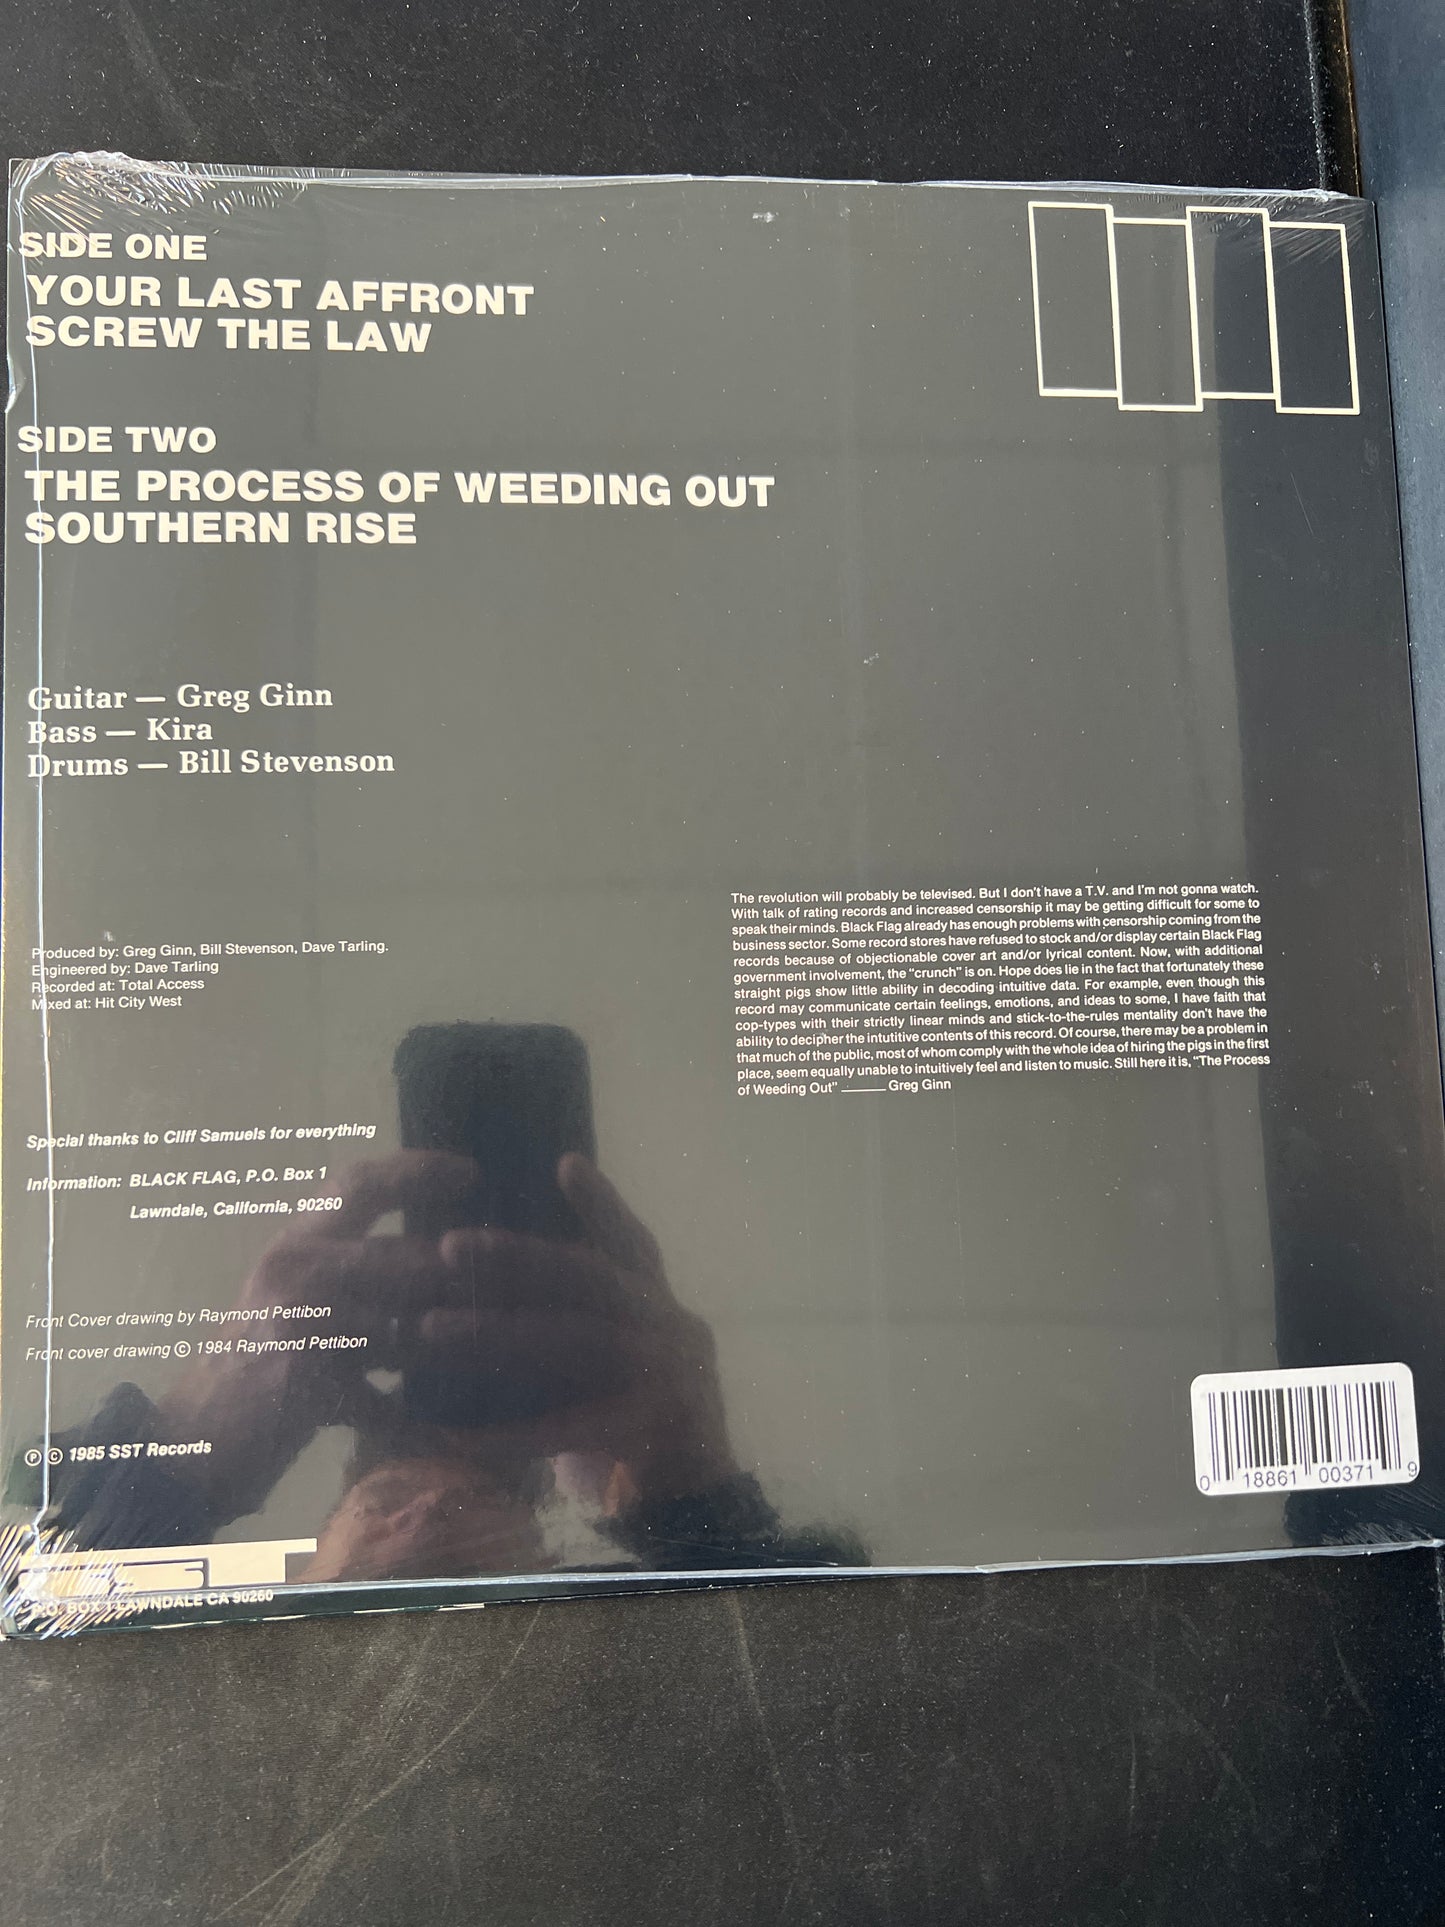 SIDE ONE
YOUR LAST AFFRONT
SCREW THE LAW
SIDE TWO
THE PROCESS OF WEEDING OUT
SOUTHERN RISE
Guitar — Greg Ginn
Bass — Kira
Drums — Bill Stevenson
Produced by: Greg Ginn, Bill Stevenson, Dave Tarling.
Engineered by: Dave Tarling
Recorded at: Total Access
Mixed at: Hit City West
The revolution will probably be televised. But I don't have a T.V. and I'm not gonna watch.
With talk of rating records and increased censorship it may be getting difficult for some to
speak their minds. Black Flag already has enough problems with censorship coming from the
business sector. Some record stores have refused to stock and/or display certain Black Flag
records because of objectionable cover art and/or lyrical content. Now, with additional
government involvement, the "crunch" is on. Hope does lie in the fact that fortunately these
straight pigs show little ability in decoding intuitive data. For example, even though this
record may communicate certain feelings, emotions, and ideas to some, I have faith that
cop-types with their strictly linear minds and stick-to-the-rules mentality don't have the
ability to decipher the intutitive contents of this record. Of course, there may be a problem in
that much of the public, most of whom comply with the whole idea of hiring the pigs in the first
place, seem equally unable to intuitively feel and listen to music. Still here it is, "The Process
of Weeding Out" ——— Greg Ginn
Special thanks to Cliff Samuels for everything
Information: BLACK FLAG, P.O. Box 1
Lawndale, California, 90260
Front Cover drawing by Raymond Pettibon
Front cover drawing © 1984 Raymond Pettibon
℗ © 1985 SST Records
0 18861 00371 9
SST
P.O. BOX 1 LAWNDALE CA 90260